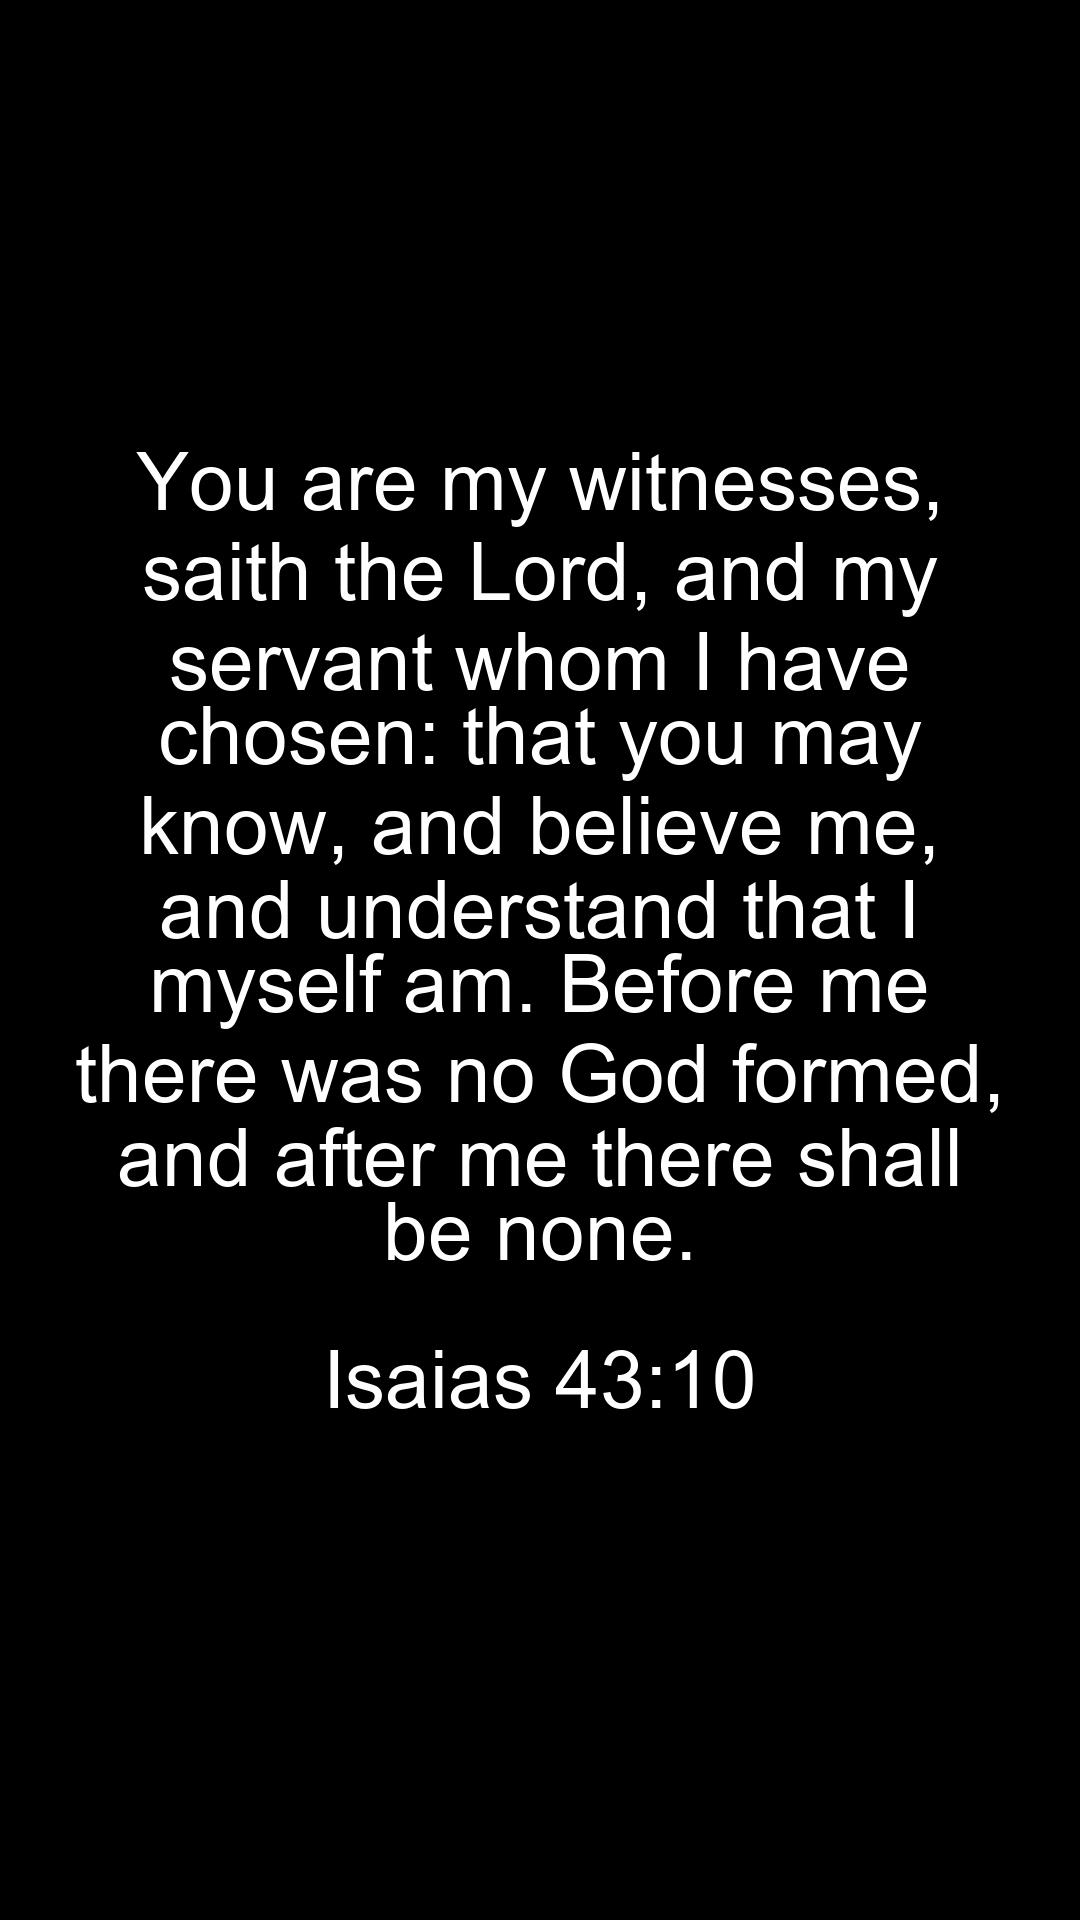 You are my witnesses,
saith the Lord, and my
servant whom I have
chosen: that you may
know, and believe me,
and understand that I
myself am. Before me
there was no God formed,
and after me there shall
be none.
Isaias 43:10